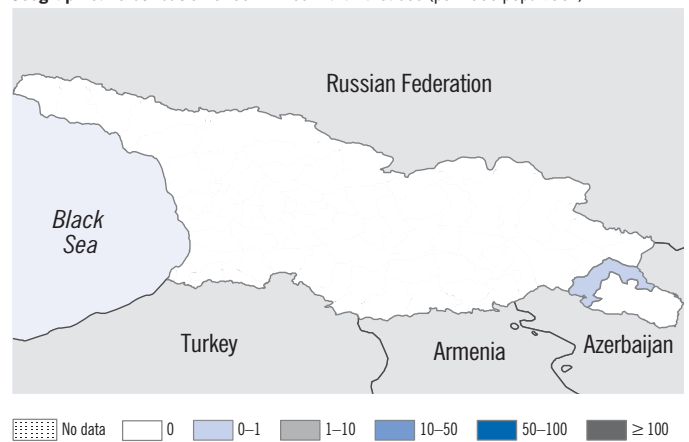 Russian Federation
Black
Sea
Turkey
Armenia
Azerbaijan
No data 0 0–1 1–10 10–50 50–100 ≥ 100